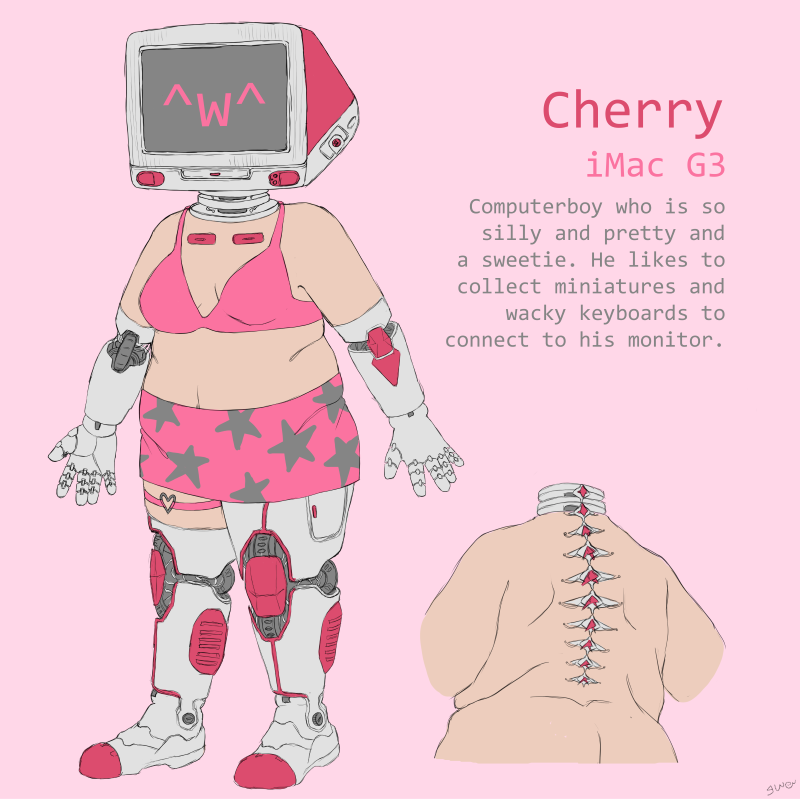 ^w^
Cherry
iMac G3
Computerboy who is so
silly and pretty and
a sweetie. He likes to
collect miniatures and
wacky keyboards to
connect to his monitor.